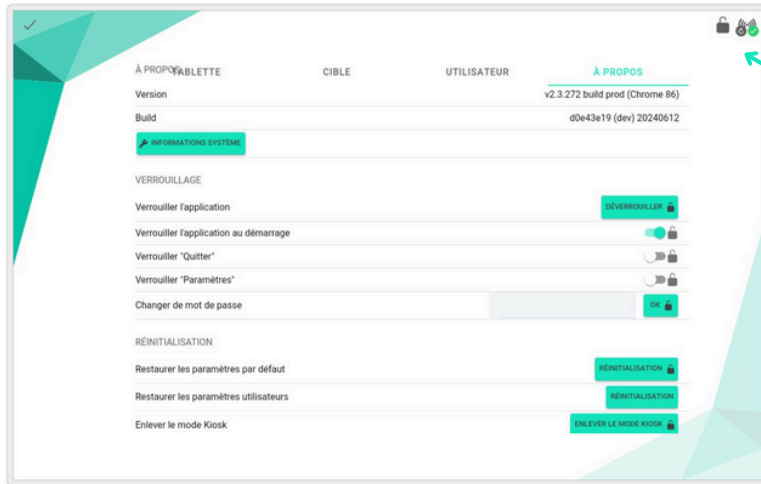 À PROPOS
TABLETTE CIBLE UTILISATEUR À PROPOS
Version v2.3.272 build prod (Chrome 86)
Build d0e43e19 (dev) 20240612
INFORMATIONS SYSTÈME
VERROUILLAGE
Verrouiller l'application DÉVERROUILLER
Verrouiller l'application au démarrage
Verrouiller "Quitter"
Verrouiller "Paramètres"
Changer de mot de passe OK
RÉINITIALISATION
Restaurer les paramètres par défaut RÉINITIALISATION
Restaurer les paramètres utilisateurs RÉINITIALISATION
Enlever le mode Kiosk ENLEVER LE MODE KIOSK